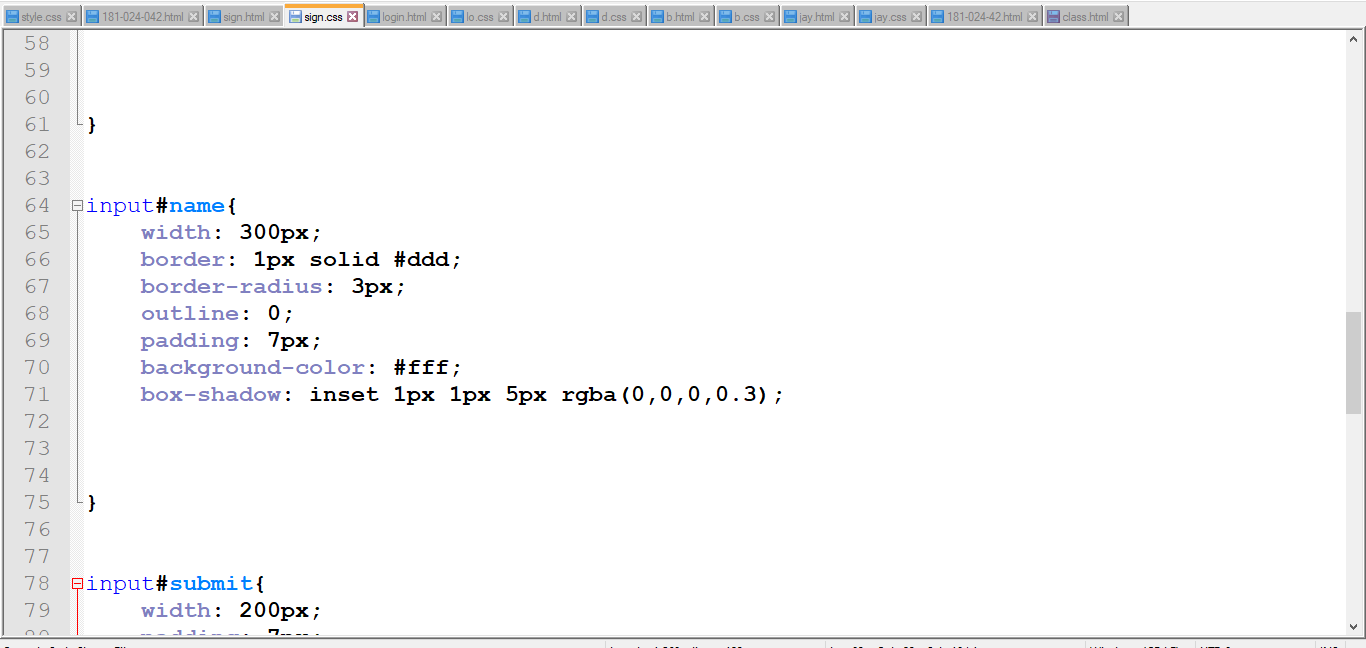 style.css 181-024-042.html sign.html sign.css login.html lo.css d.html d.css b.html b.css jay.html jay.css 181-024-42.html class.html
58
59
60
61 }
62
63
64 input#name{
65 width: 300px;
66 border: 1px solid #ddd;
67 border-radius: 3px;
68 outline: 0;
69 padding: 7px;
70 background-color: #fff;
71 box-shadow: inset 1px 1px 5px rgba(0,0,0,0.3);
72
73
74
75 }
76
77
78 input#submit{
79 width: 200px;